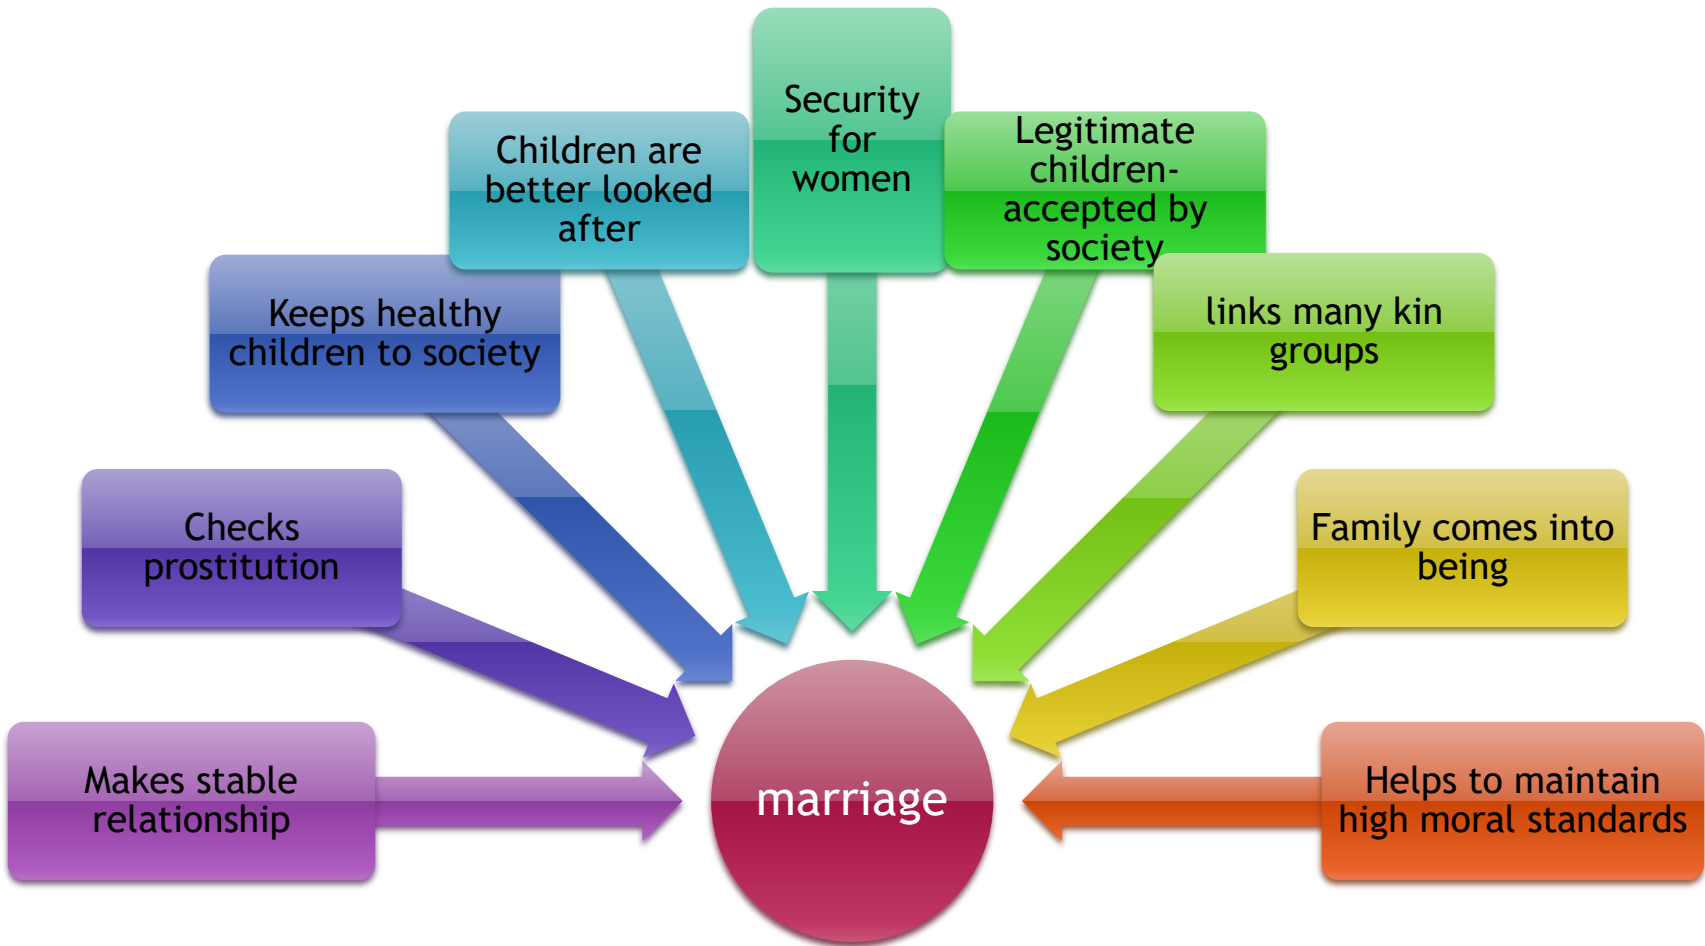 Makes stable
relationship
Checks
prostitution
Keeps healthy
children to society
Children are
better looked
after
Security
for
women
Legitimate
children-
accepted by
society
links many kin
groups
Family comes into
being
Helps to maintain
high moral standards
marriage